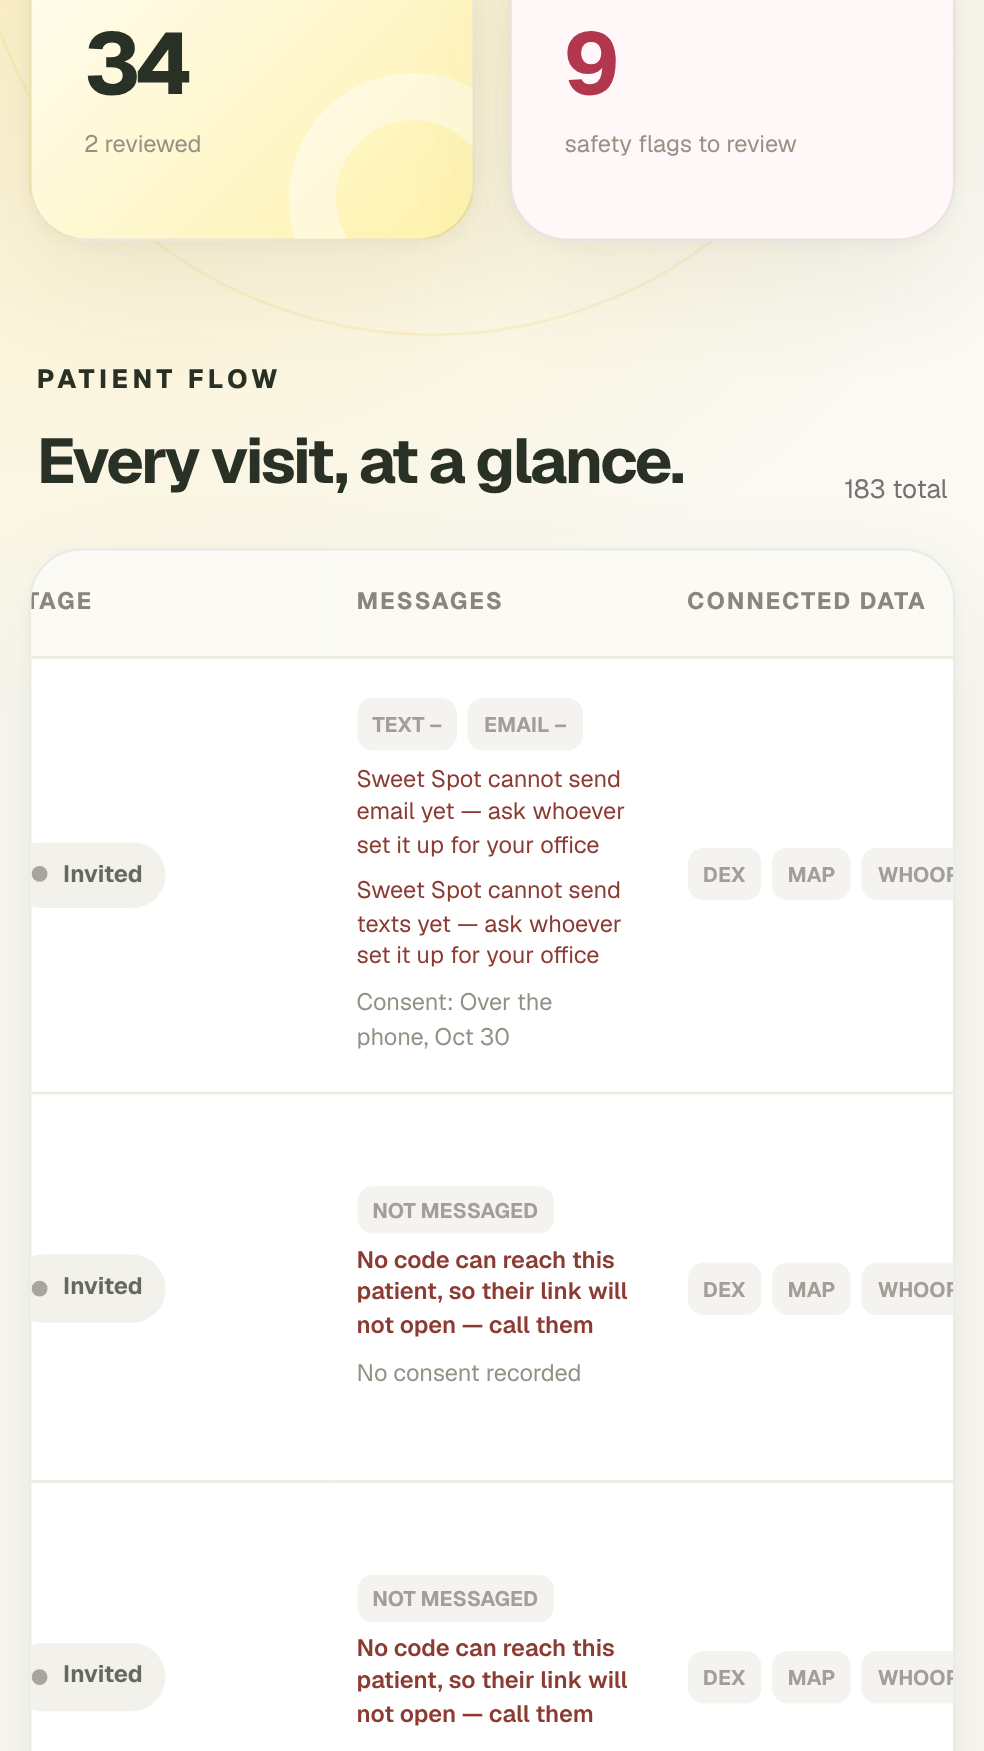 34
2 reviewed
9
safety flags to review
PATIENT FLOW
Every visit, at a glance.
183 total
TAGE
MESSAGES
CONNECTED DATA
TEXT –
EMAIL –
Sweet Spot cannot send
email yet — ask whoever
set it up for your office
Sweet Spot cannot send
texts yet — ask whoever
set it up for your office
Consent: Over the
phone, Oct 30
Invited
DEX
MAP
WHOOP
NOT MESSAGED
No code can reach this
patient, so their link will
not open — call them
No consent recorded
Invited
DEX
MAP
WHOOP
NOT MESSAGED
No code can reach this
patient, so their link will
not open — call them
Invited
DEX
MAP
WHOOP